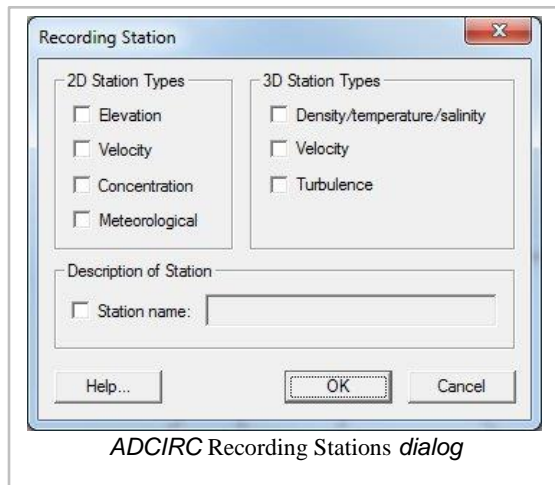 Recording Station
2D Station Types
Elevation
Velocity
Concentration
Meteorological
3D Station Types
Density/temperature/salinity
Velocity
Turbulence
Description of Station
Station name:
Help...
OK
Cancel
ADCIRC Recording Stations dialog